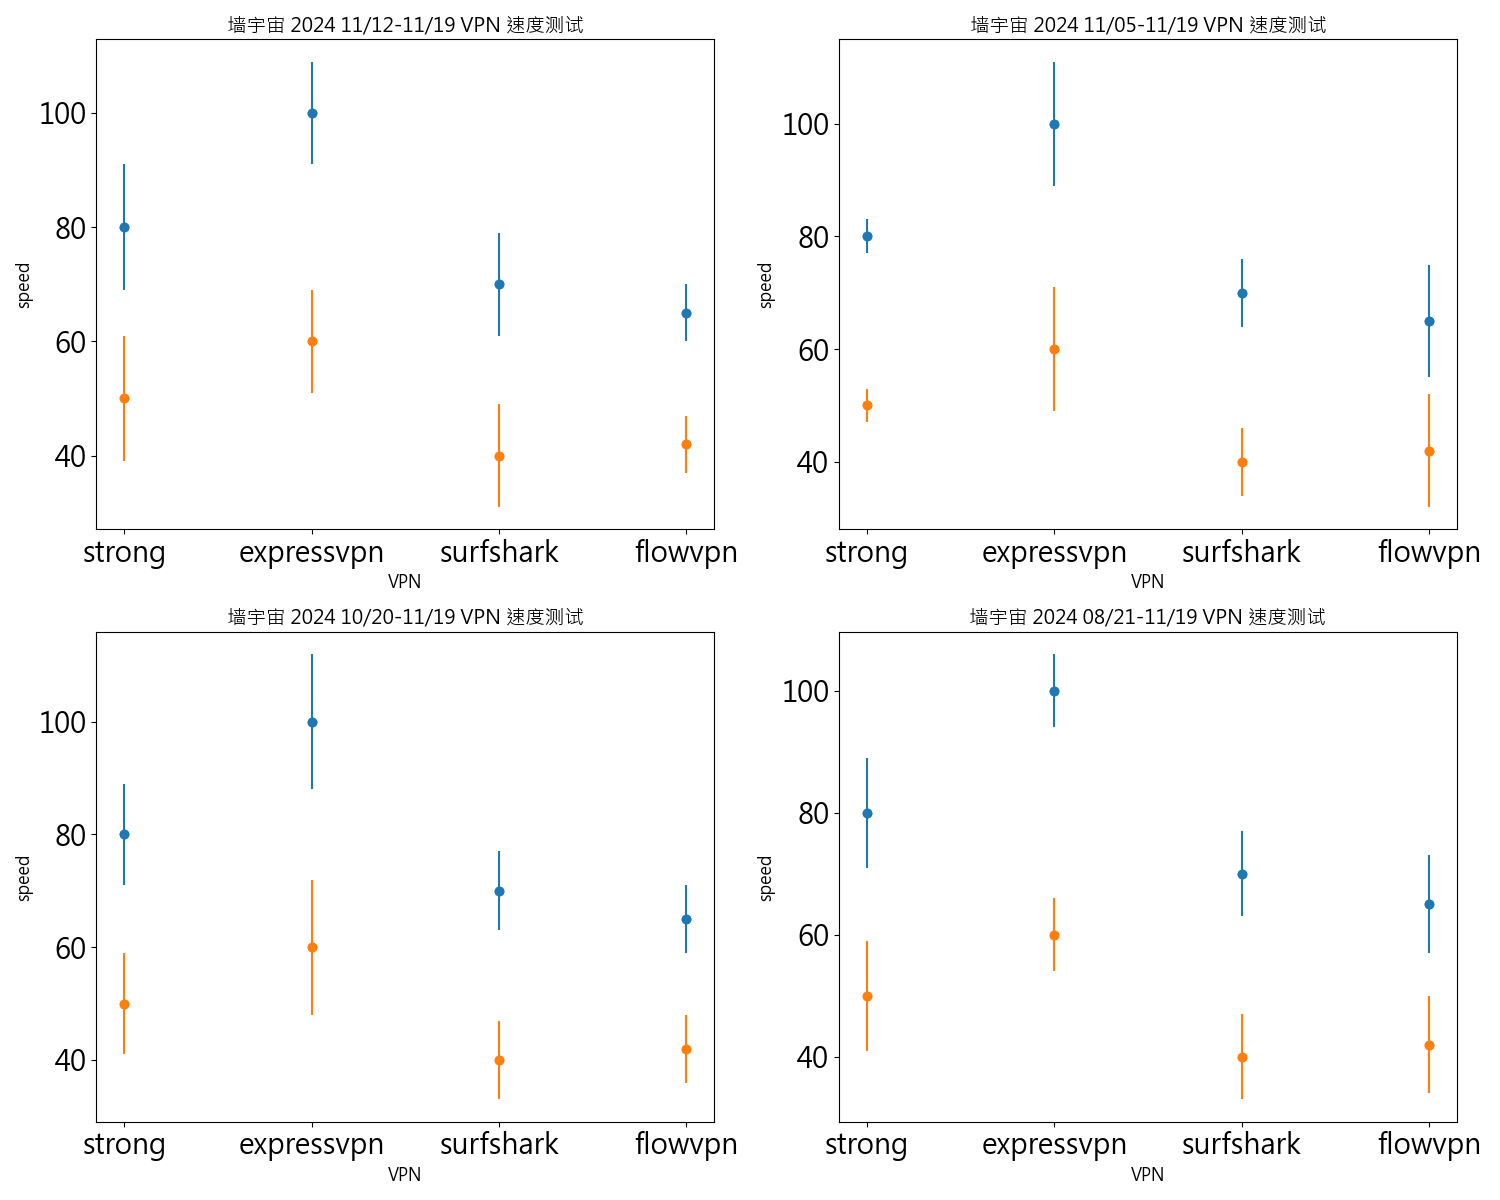 墙宇宙 2024 11/12-11/19 VPN 速度测试
100
80
60
40
speed
strong expressvpn surfshark flowvpn
VPN
墙宇宙 2024 11/05-11/19 VPN 速度测试
100
80
60
40
speed
strong expressvpn surfshark flowvpn
VPN
墙宇宙 2024 10/20-11/19 VPN 速度测试
100
80
60
40
speed
strong expressvpn surfshark flowvpn
VPN
墙宇宙 2024 08/21-11/19 VPN 速度测试
100
80
60
40
speed
strong expressvpn surfshark flowvpn
VPN